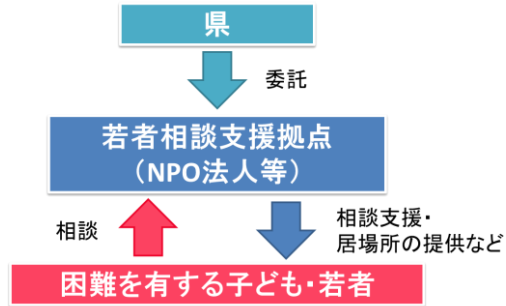 県
委託
若者相談支援拠点
（NPO法人等）
相談
相談支援・
居場所の提供など
困難を有する子ども・若者